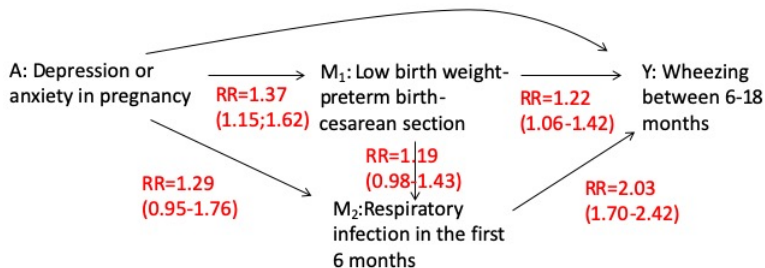 A: Depression or
anxiety in pregnancy
RR=1.37
(1.15;1.62)
M₁: Low birth weight-
preterm birth-
cesarean section
RR=1.22
(1.06-1.42)
Y: Wheezing
between 6-18
months
RR=1.19
(0.98-1.43)
RR=1.29
(0.95-1.76)
M₂:Respiratory
infection in the first
6 months
RR=2.03
(1.70-2.42)